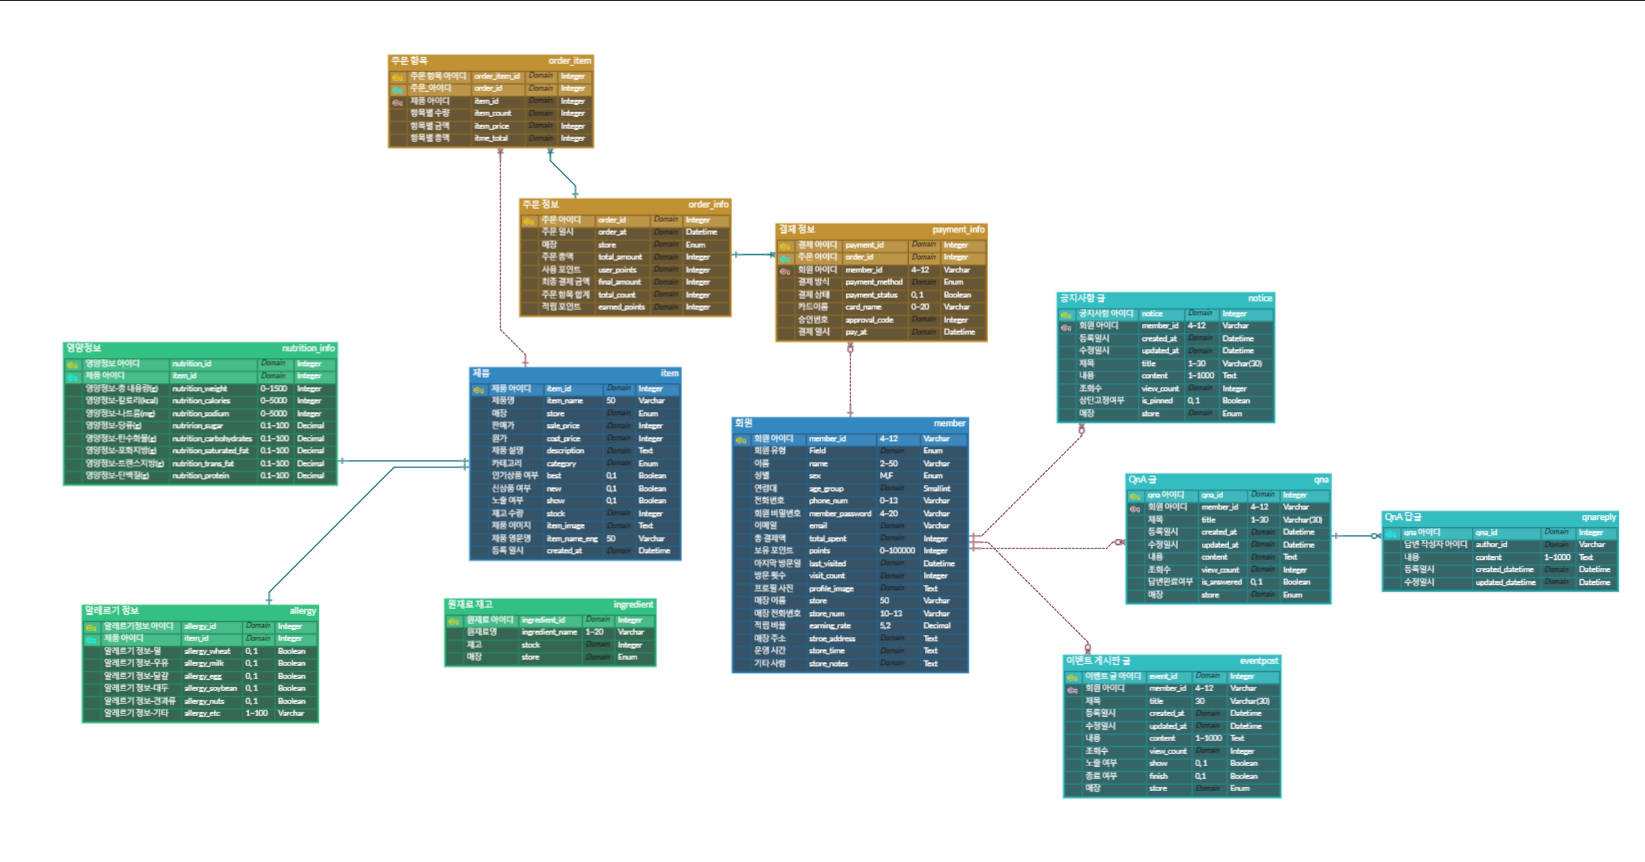 주문 항목 order_item
주문 항목 아이디 order_item_id Domain Integer
주문_아이디 order_id Domain Integer
제품 아이디 item_id Domain Integer
항목별 수량 item_count Domain Integer
항목별 금액 item_price Domain Integer
항목별 총액 itme_total Domain Integer
주문 정보 order_info
주문 아이디 order_id Domain Integer
주문 일시 order_at Domain Datetime
매장 store Domain Enum
주문 총액 total_amount Domain Integer
사용 포인트 user_points Domain Integer
최종 결제 금액 final_amount Domain Integer
주문 항목 합계 total_count Domain Integer
적립 포인트 earned_points Domain Integer
결제 정보 payment_info
결제 아이디 payment_id Domain Integer
주문 아이디 order_id Domain Integer
회원 아이디 member_id 4~12 Varchar
결제 방식 payment_method Domain Enum
결제 상태 payment_status 0, 1 Boolean
카드이름 card_name 0~20 Varchar
승인번호 approval_code Domain Integer
결제 일시 pay_at Domain Datetime
공지사항 글 notice
공지사항 아이디 notice Domain Integer
회원 아이디 member_id 4~12 Varchar
등록일시 created_at Domain Datetime
수정일시 updated_at Domain Datetime
제목 title 1~30 Varchar(30)
내용 content 1~1000 Text
조회수 view_count Domain Integer
상단고정여부 is_pinned 0, 1 Boolean
매장 store Domain Enum
영양정보 nutrition_info
영양정보 아이디 nutrition_id Domain Integer
제품 아이디 item_id Domain Integer
영양정보-총 내용량(g) nutrition_weight 0~1500 Integer
영양정보-칼로리(kcal) nutrition_calories 0~5000 Integer
영양정보-나트륨(mg) nutrition_sodium 0~5000 Integer
영양정보-당류(g) nutririon_sugar 0.1~100 Decimal
영양정보-탄수화물(g) nutrition_carbohydrates 0.1~100 Decimal
영양정보-포화지방(g) nutrition_saturated_fat 0.1~100 Decimal
영양정보-트랜스지방(g) nutrition_trans_fat 0.1~100 Decimal
영양정보-단백질(g) nutrition_protein 0.1~100 Decimal
제품 item
제품 아이디 item_id Domain Integer
제품명 item_name 50 Varchar
매장 store Domain Enum
판매가 sale_price Domain Integer
원가 cost_price Domain Integer
제품 설명 description Domain Text
카테고리 category Domain Enum
인기상품 여부 best 0,1 Boolean
신상품 여부 new 0,1 Boolean
노출 여부 show 0,1 Boolean
재고 수량 stock Domain Integer
제품 이미지 item_image Domain Text
제품 영문명 item_name_eng 50 Varchar
등록 일시 created_at Domain Datetime
회원 member
회원 아이디 member_id 4~12 Varchar
회원 유형 Field Domain Enum
이름 name 2~50 Varchar
성별 sex M,F Enum
연령대 age_group Domain Smallint
전화번호 phone_num 0~13 Varchar
회원 비밀번호 member_password 4~20 Varchar
이메일 email Domain Varchar
총 결제액 total_spent Domain Integer
보유 포인트 points 0~100000 Integer
마지막 방문일 last_visited Domain Datetime
방문 횟수 visit_count Domain Integer
프로필 사진 profile_image Domain Text
매장 이름 store 50 Varchar
매장 전화번호 store_num 10~13 Varchar
적립 비율 earning_rate 5,2 Decimal
매장 주소 stroe_address Domain Text
운영 시간 store_time Domain Text
기타 사항 store_notes Domain Text
QnA 글 qna
qna 아이디 qna_id Domain Integer
회원 아이디 member_id 4~12 Varchar
제목 title 1~30 Varchar(30)
등록일시 created_at Domain Datetime
수정일시 updated_at Domain Datetime
내용 content Domain Text
조회수 view_count Domain Integer
답변완료여부 is_answered 0, 1 Boolean
매장 store Domain Enum
QnA 답글 qnareply
qna 아이디 qna_id Domain Integer
답변 작성자 아이디 author_id Domain Varchar
내용 content 1~1000 Text
등록일시 created_datetime Domain Datetime
수정일시 updated_datetime Domain Datetime
알레르기 정보 allergy
알레르기정보 아이디 allergy_id Domain Integer
제품 아이디 item_id Domain Integer
알레르기 정보-밀 allergy_wheat 0, 1 Boolean
알레르기 정보-우유 allergy_milk 0, 1 Boolean
알레르기 정보-달걀 allergy_egg 0, 1 Boolean
알레르기 정보-대두 allergy_soybean 0, 1 Boolean
알레르기 정보-견과류 allergy_nuts 0, 1 Boolean
알레르기 정보-기타 allergy_etc 1~100 Varchar
원재료 재고 ingredient
원재료 아이디 ingredient_id Domain Integer
원재료명 ingredient_name 1~20 Varchar
재고 stock Domain Integer
매장 store Domain Enum
이벤트 게시판 글 eventpost
이벤트 글 아이디 event_id Domain Integer
회원 아이디 member_id 4~12 Varchar
제목 title 30 Varchar(30)
등록일시 created_at Domain Datetime
수정일시 updated_at Domain Datetime
내용 content 1~1000 Text
조회수 view_count Domain Integer
노출 여부 show 0, 1 Boolean
종료 여부 finish 0,1 Boolean
매장 store Domain Enum